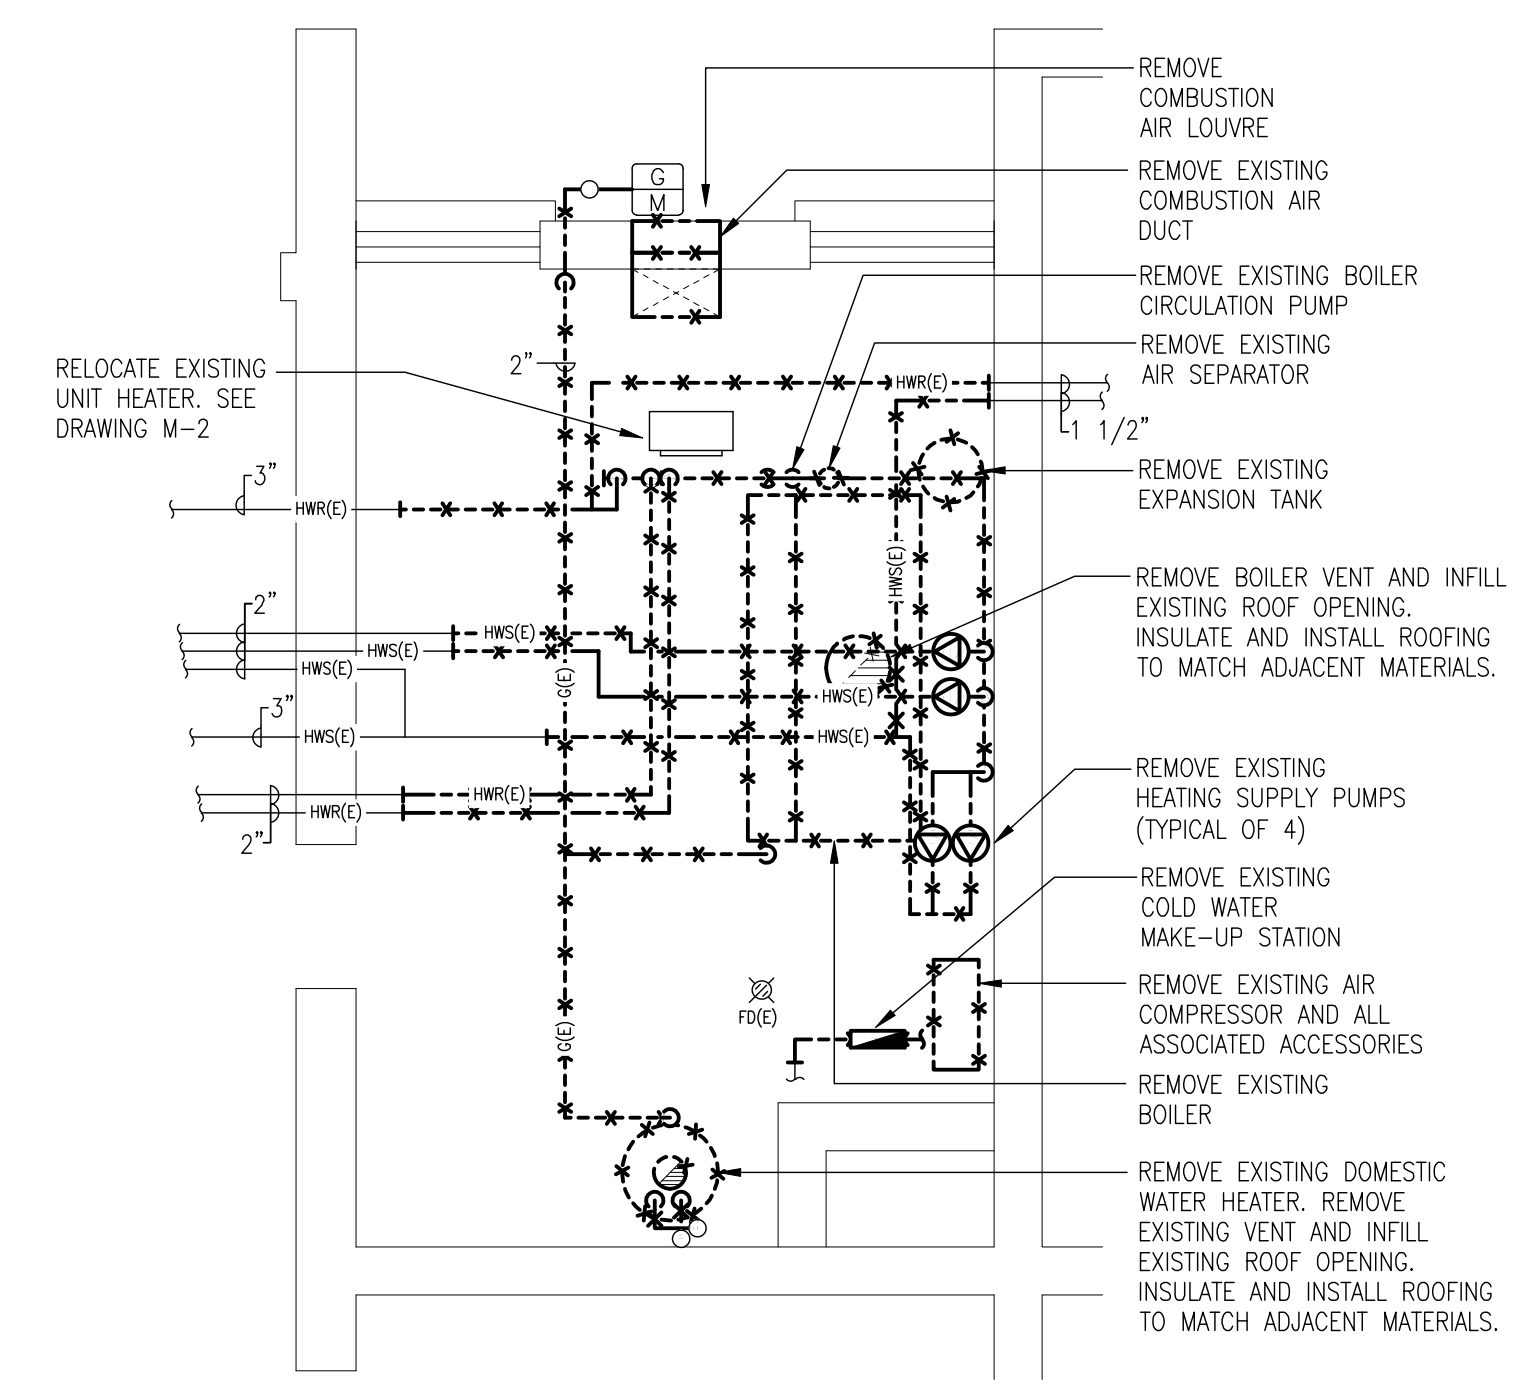 REMOVE
COMBUSTION
AIR LOUVRE
G
M
REMOVE EXISTING
COMBUSTION AIR
DUCT
REMOVE EXISTING BOILER
CIRCULATION PUMP
REMOVE EXISTING
AIR SEPARATOR
RELOCATE EXISTING
UNIT HEATER. SEE
DRAWING M-2
2"
HWR(E)
1 1/2"
3"
HWR(E)
REMOVE EXISTING
EXPANSION TANK
HWS(E)
REMOVE BOILER VENT AND INFILL
EXISTING ROOF OPENING.
INSULATE AND INSTALL ROOFING
TO MATCH ADJACENT MATERIALS.
2"
HWS(E)
HWS(E)
HWS(E)
G(E)
HWS(E)
3"
HWS(E)
HWS(E)
HWR(E)
HWR(E)
2"
REMOVE EXISTING
HEATING SUPPLY PUMPS
(TYPICAL OF 4)
REMOVE EXISTING
COLD WATER
MAKE-UP STATION
FD(E)
G(E)
REMOVE EXISTING AIR
COMPRESSOR AND ALL
ASSOCIATED ACCESSORIES
REMOVE EXISTING
BOILER
REMOVE EXISTING DOMESTIC
WATER HEATER. REMOVE
EXISTING VENT AND INFILL
EXISTING ROOF OPENING.
INSULATE AND INSTALL ROOFING
TO MATCH ADJACENT MATERIALS.